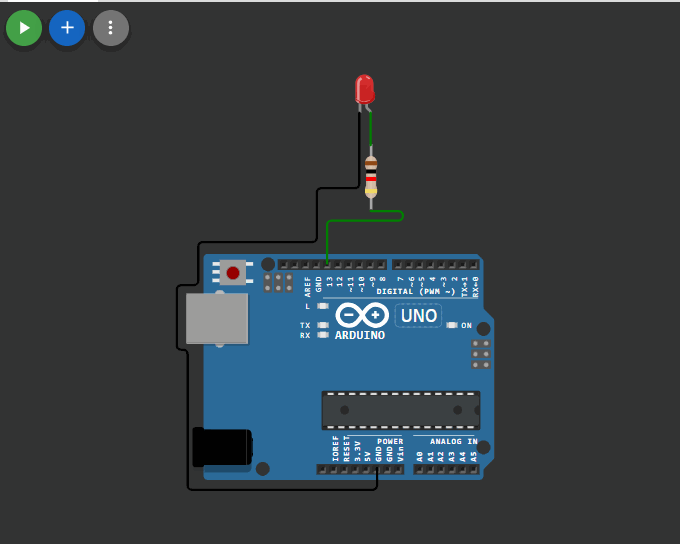 AREF
GND
13
12
~11
~10
~9
8
7
~6
~5
4
~3
2
TX→1
RX←0
DIGITAL (PWM ~)
L
TX
RX
UNO
ON
ARDUINO
POWER
ANALOG IN
IOREF
RESET
3.3V
5V
GND
GND
Vin
A0
A1
A2
A3
A4
A5